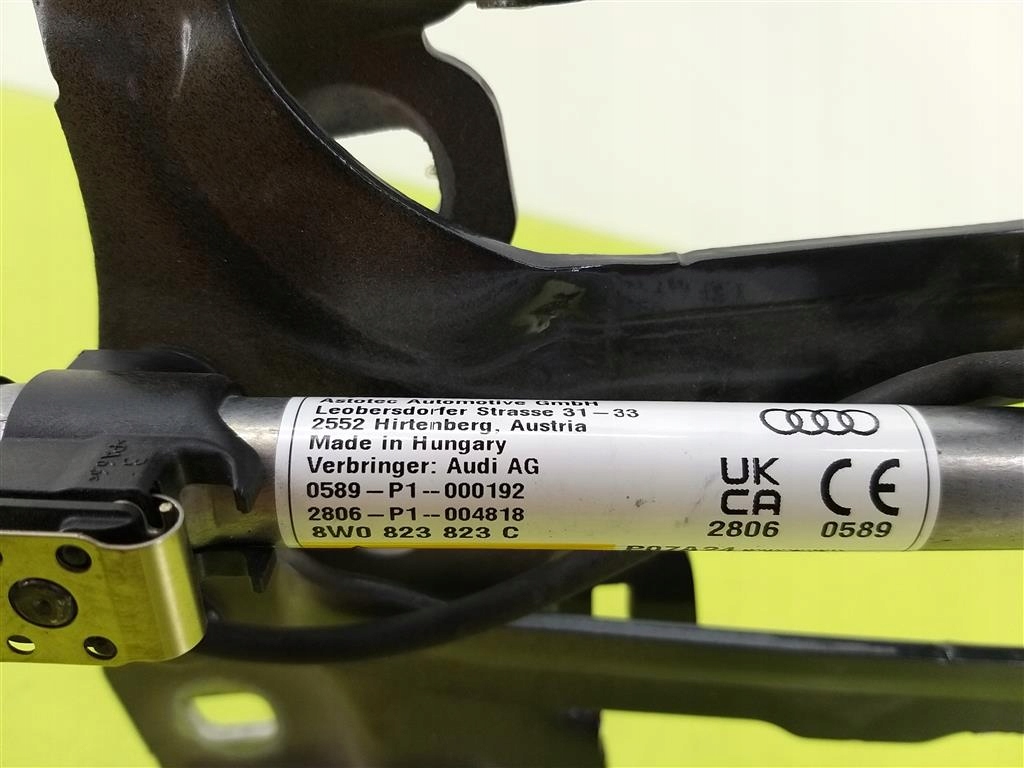 Astotec Automotive GmbH
Leobersdorfer Strasse 31-33
2552 Hirtenberg, Austria
Made in Hungary
Verbringer: Audi AG
0589-P1--000192
2806-P1--004818
8W0 823 823 C
UK
CA
2806
0589